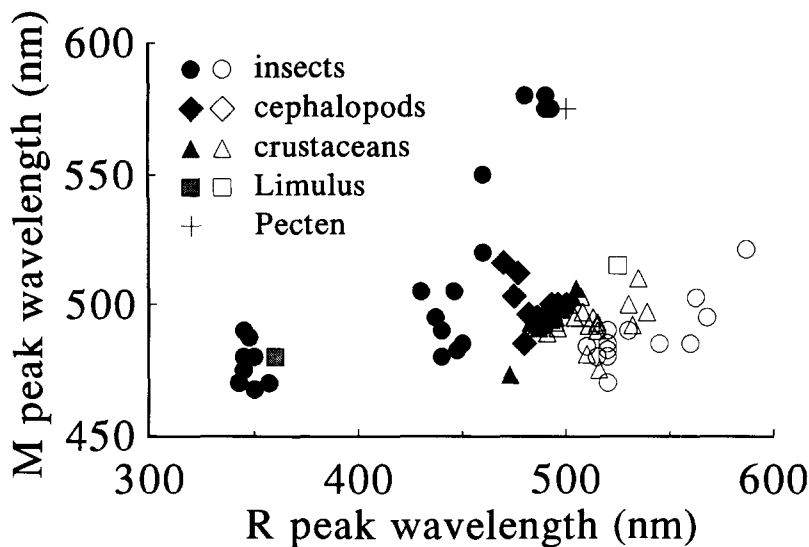 M peak wavelength (nm)
600
550
500
450
insects
cephalopods
crustaceans
Limulus
Pecten
300
400
500
600
R peak wavelength (nm)